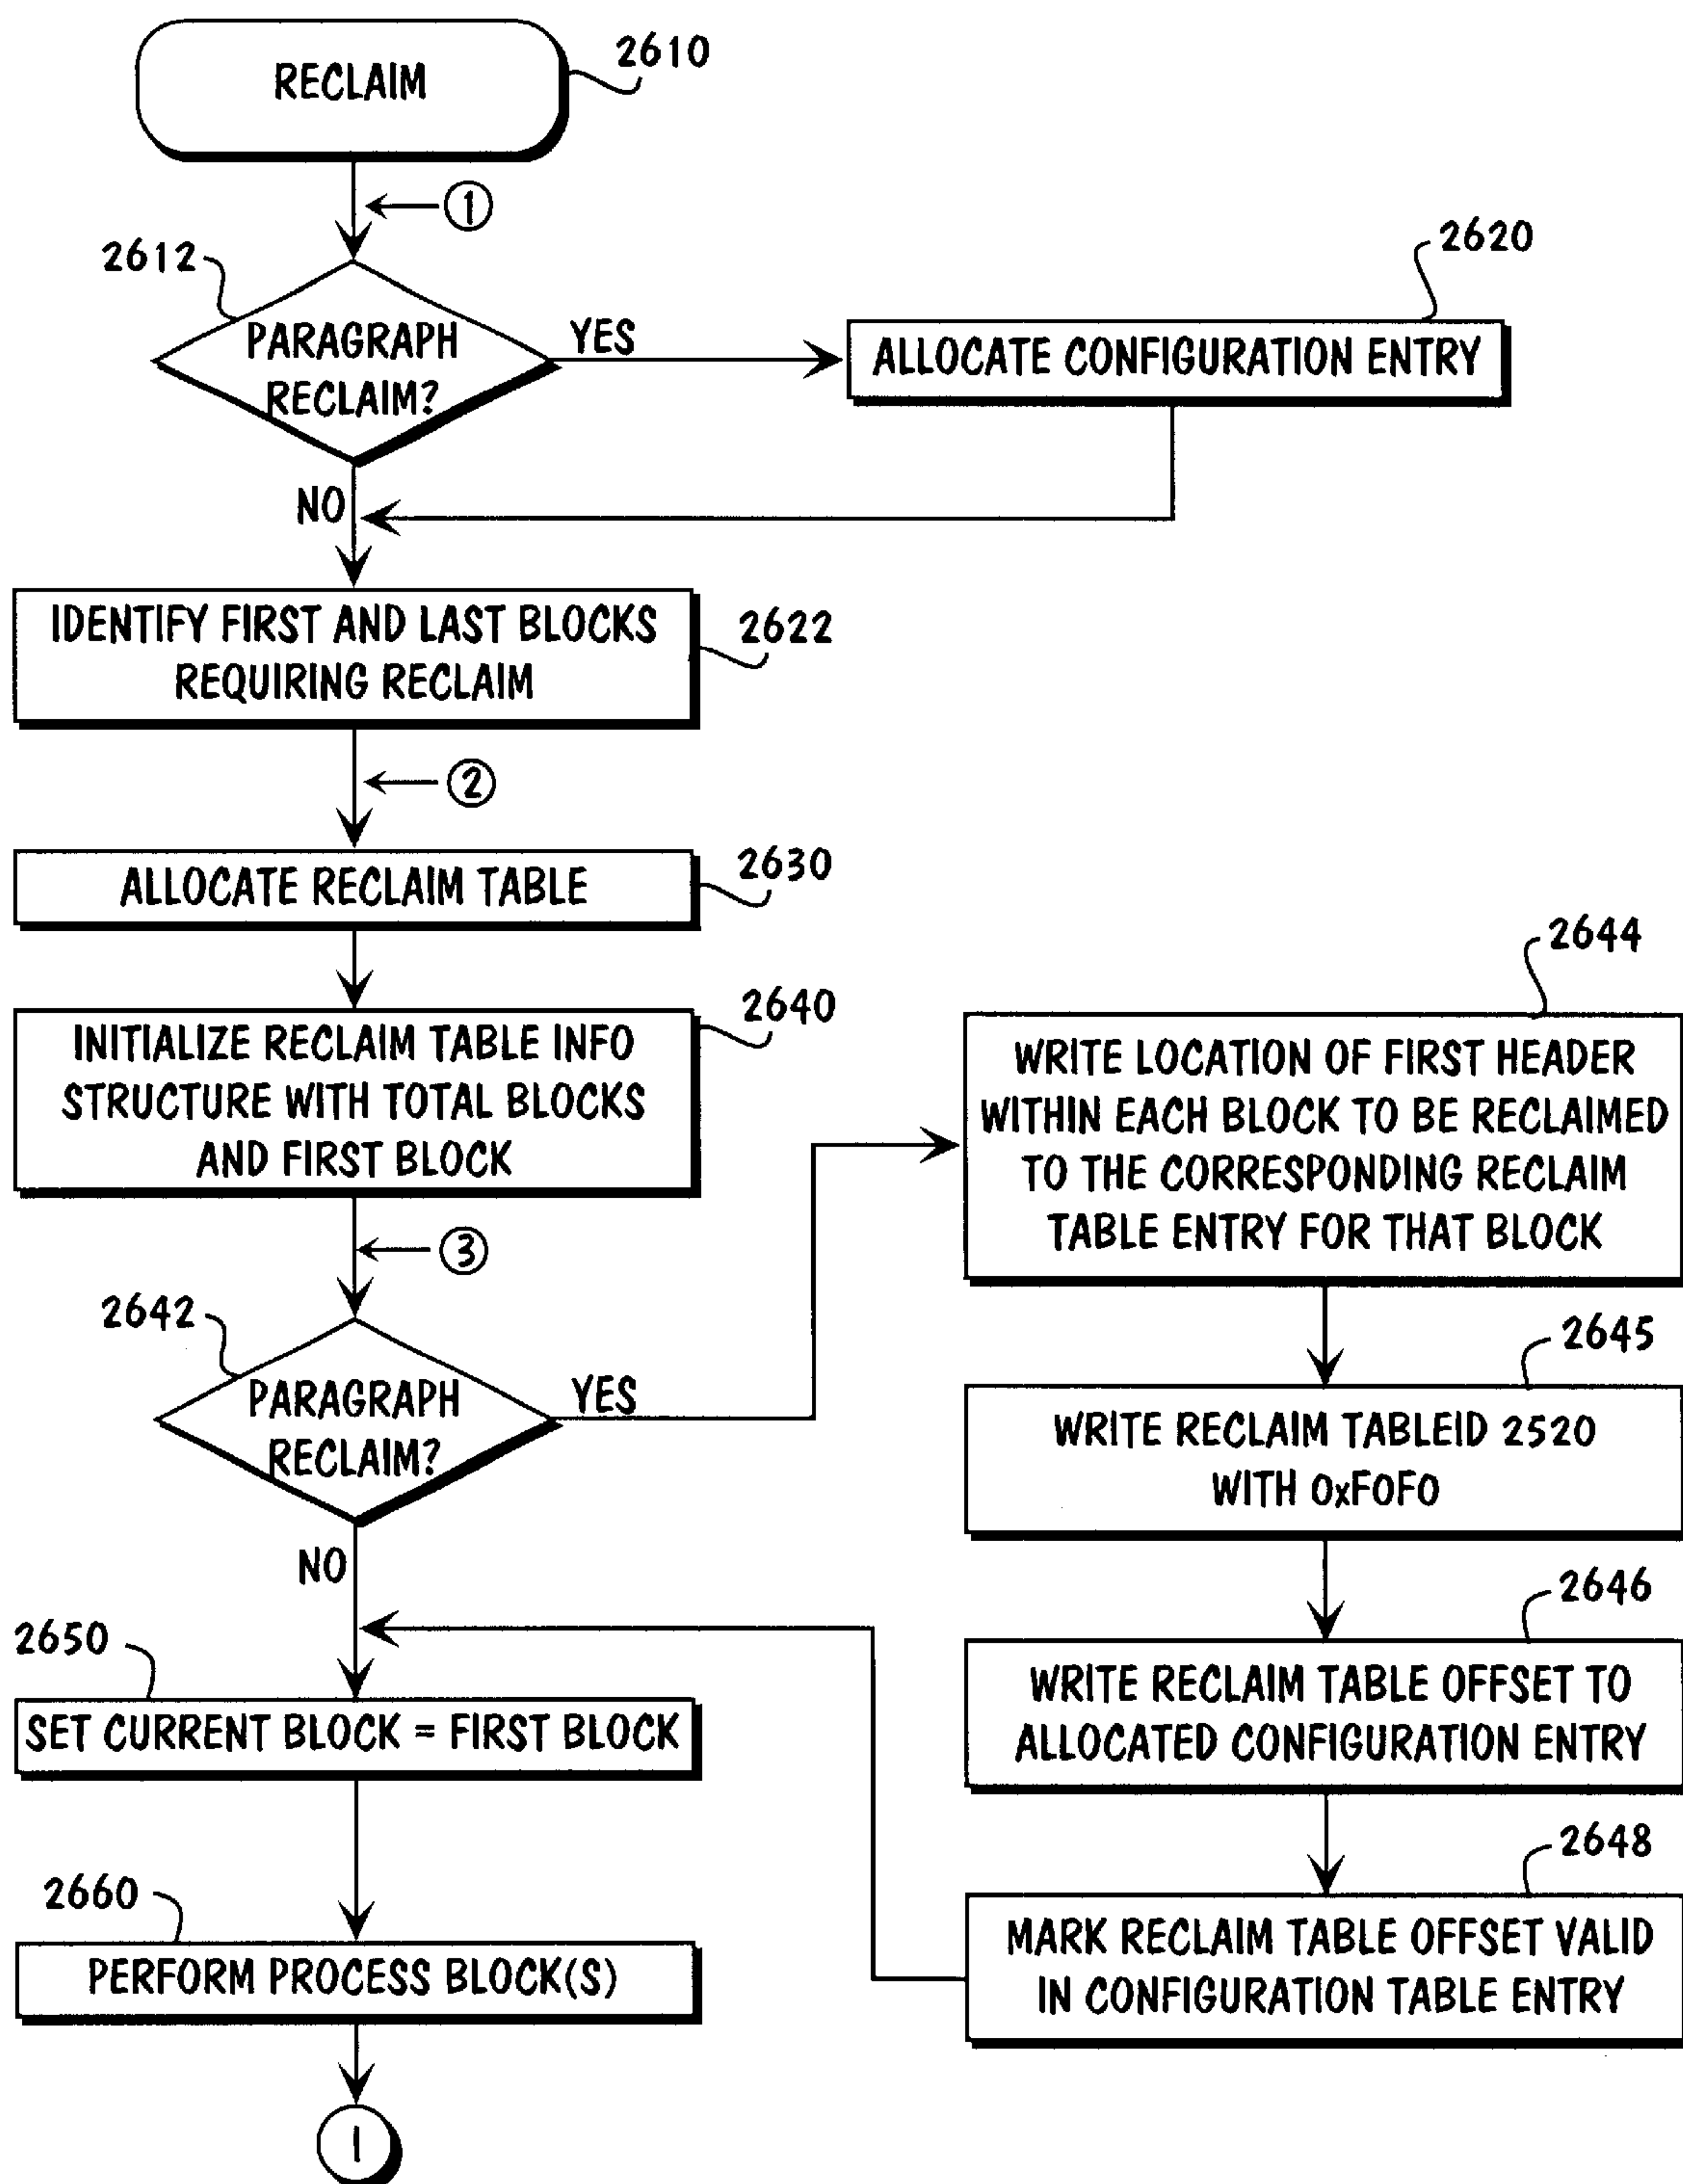 RECLAIM
2610
①
2612
PARAGRAPH
RECLAIM?
YES
2620
ALLOCATE CONFIGURATION ENTRY
NO
IDENTIFY FIRST AND LAST BLOCKS
REQUIRING RECLAIM
2622
②
ALLOCATE RECLAIM TABLE
2630
INITIALIZE RECLAIM TABLE INFO
STRUCTURE WITH TOTAL BLOCKS
AND FIRST BLOCK
2640
③
2642
PARAGRAPH
RECLAIM?
YES
2644
WRITE LOCATION OF FIRST HEADER
WITHIN EACH BLOCK TO BE RECLAIMED
TO THE CORRESPONDING RECLAIM
TABLE ENTRY FOR THAT BLOCK
2645
WRITE RECLAIM TABLEID 2520
WITH 0xF0F0
2646
WRITE RECLAIM TABLE OFFSET TO
ALLOCATED CONFIGURATION ENTRY
2648
MARK RECLAIM TABLE OFFSET VALID
IN CONFIGURATION TABLE ENTRY
NO
2650
SET CURRENT BLOCK = FIRST BLOCK
2660
PERFORM PROCESS BLOCK(S)
I